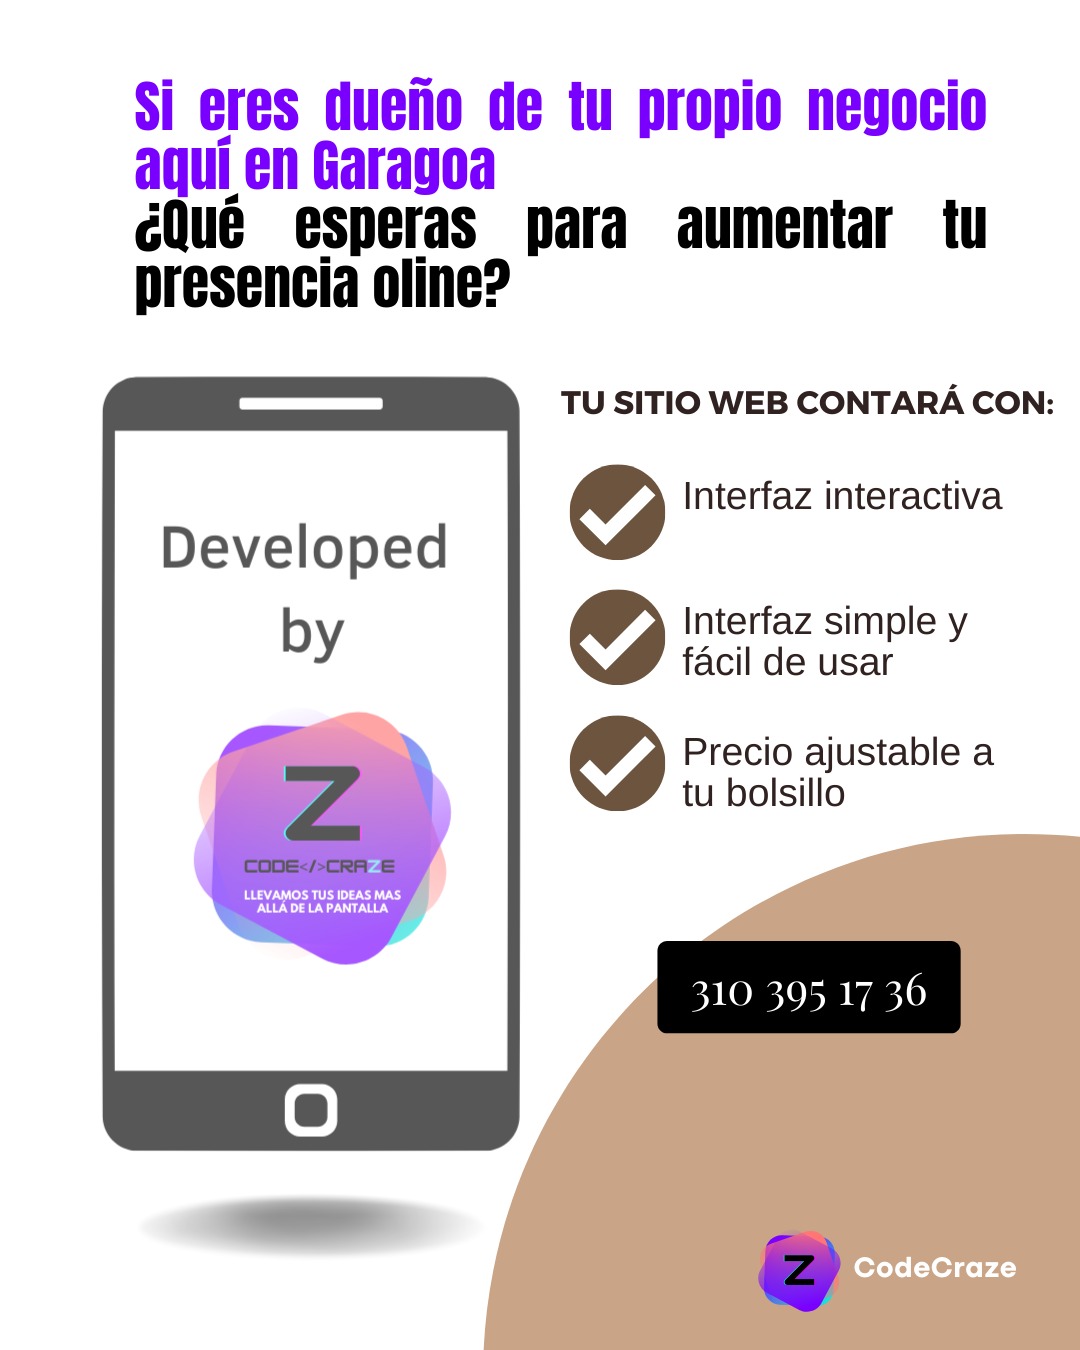 Si eres dueño de tu propio negocio
aquí en Garagoa
¿Qué esperas para aumentar tu
presencia oline?
TU SITIO WEB CONTARÁ CON:
Interfaz interactiva
Interfaz simple y
fácil de usar
Precio ajustable a
tu bolsillo
Developed
by
Z
CODE</>CRAZE
LLEVAMOS TUS IDEAS MAS
ALLÁ DE LA PANTALLA
310 395 17 36
Z
CodeCraze